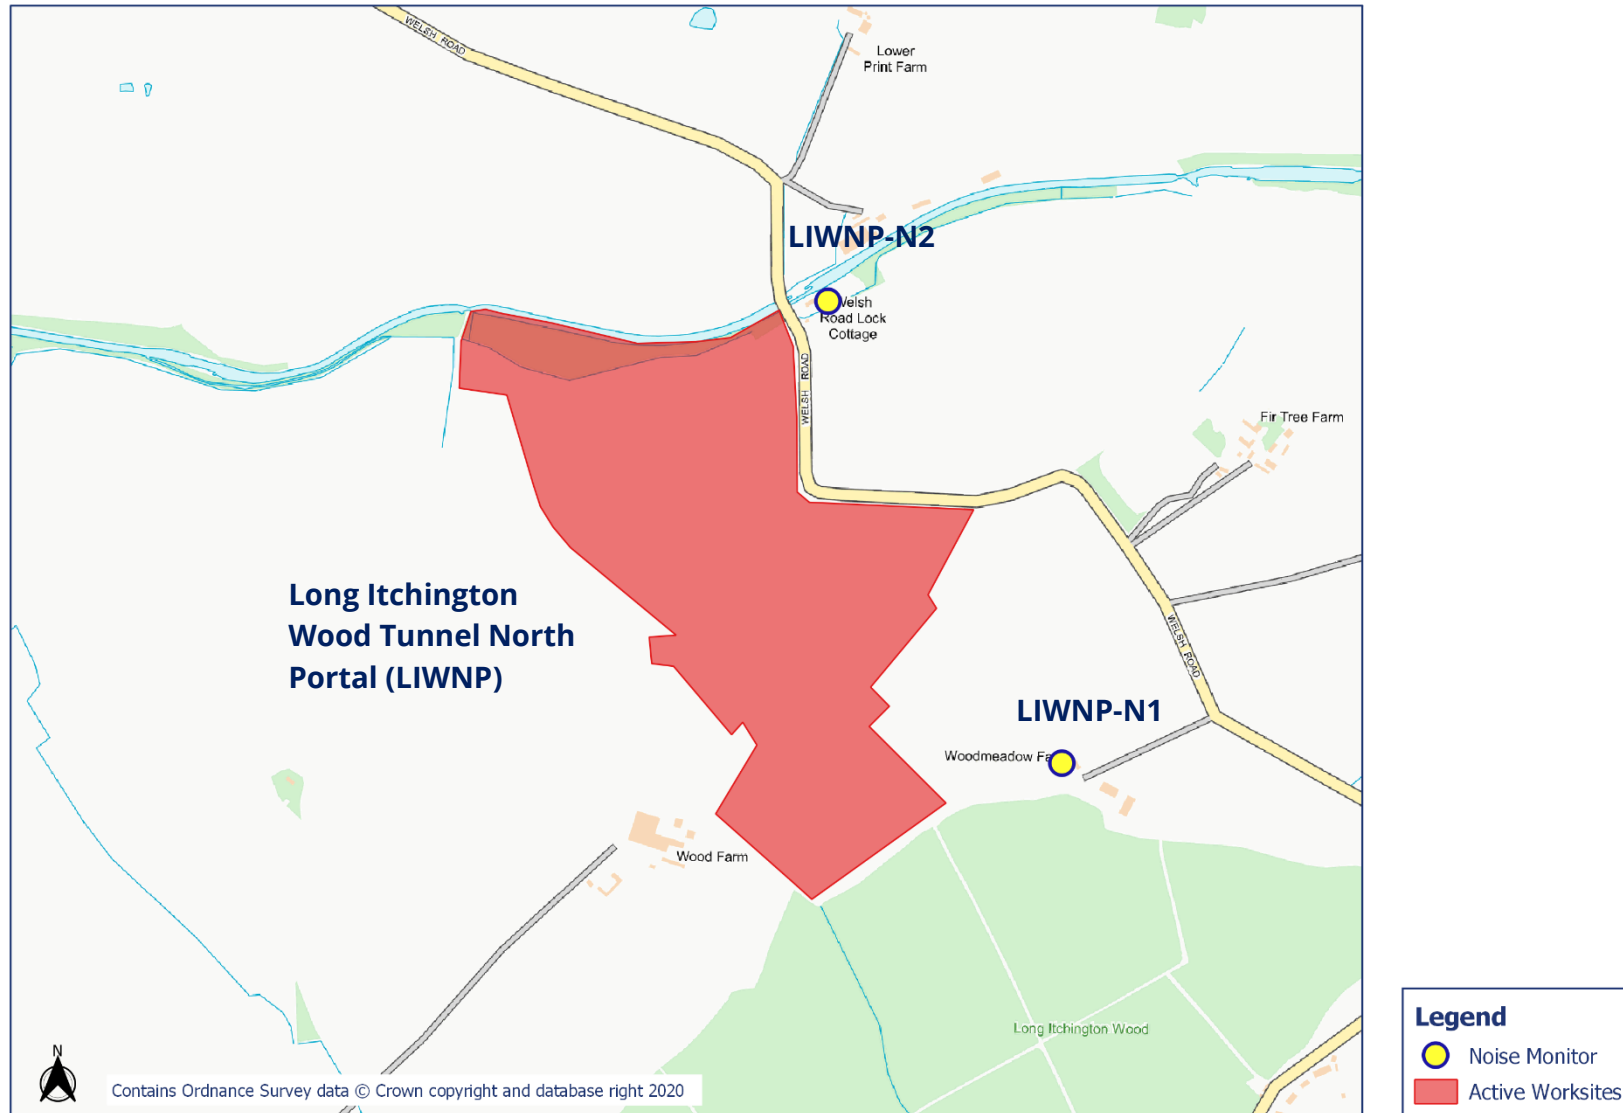 WELSH ROAD
Lower
Print Farm
LIWNP-N2
Road Lock
Cottage
WELSH ROAD
Fir Tree Farm
Long Itchington
Wood Tunnel North
Portal (LIWNP)
WELSH ROAD
LIWNP-N1
Woodmeadow
Wood Farm
Long Itchington Wood
N
Contains Ordnance Survey data © Crown copyright and database right 2020
Legend
Noise Monitor
Active Worksites